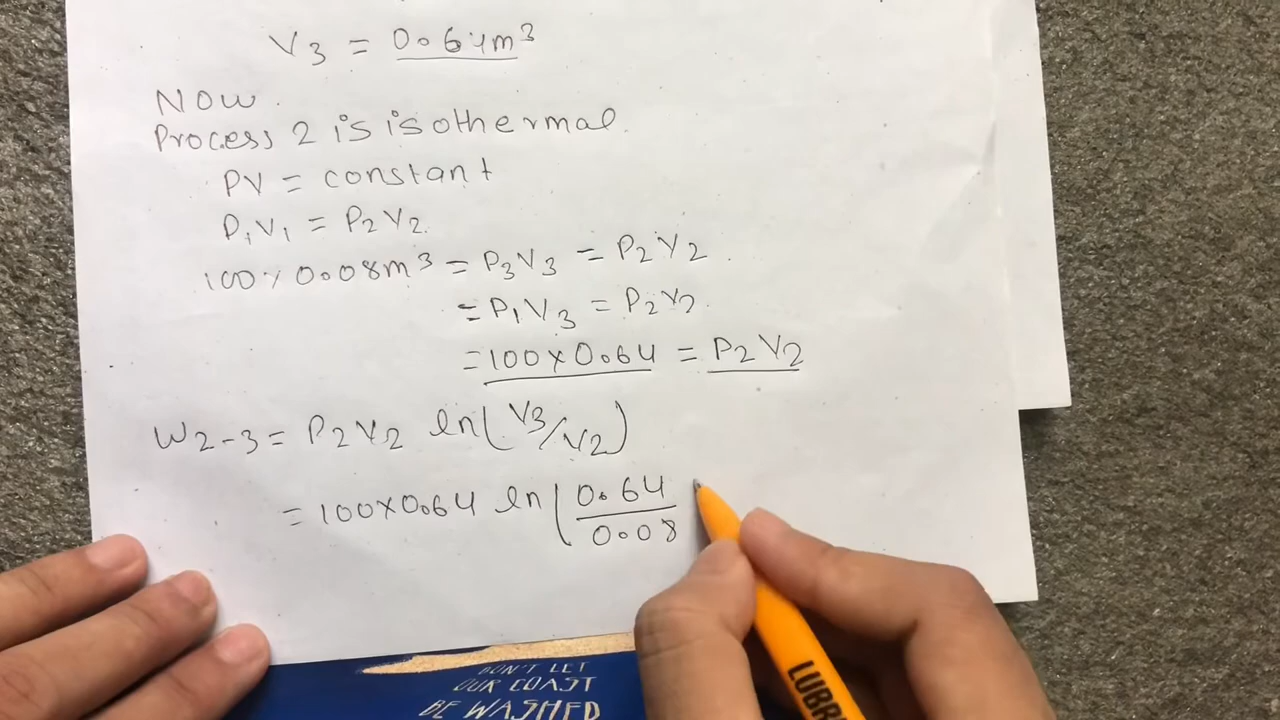 V3 = 0.64m³
NOW.
Process 2 is isothermal.
PV = constant
P1V1 = P2V2.
100 × 0.08m³ = P3V3 = P2V2.
= P1V3 = P2V2.
= 100×0.64 = P2V2
W2-3 = P2V2 ln(V3/V2)
= 100×0.64 ln(0.64/0.08
DON'T LET
OUR COAST
BE WASHED
LUBR